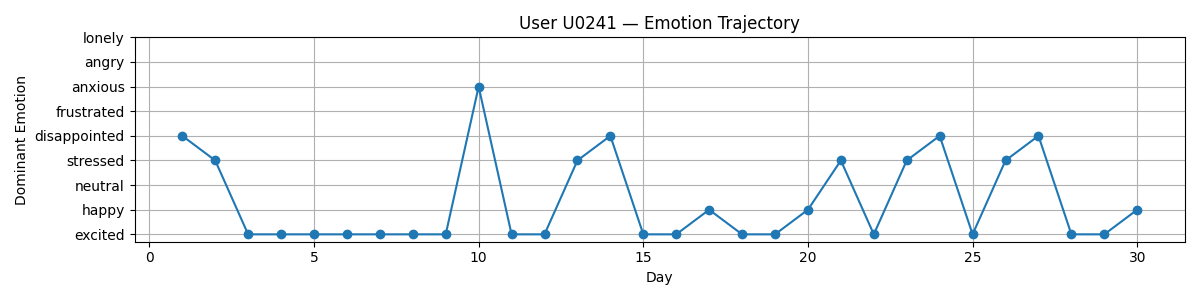 User U0241 — Emotion Trajectory
Dominant Emotion
lonely
angry
anxious
frustrated
disappointed
stressed
neutral
happy
excited
0 5 10 15 20 25 30
Day